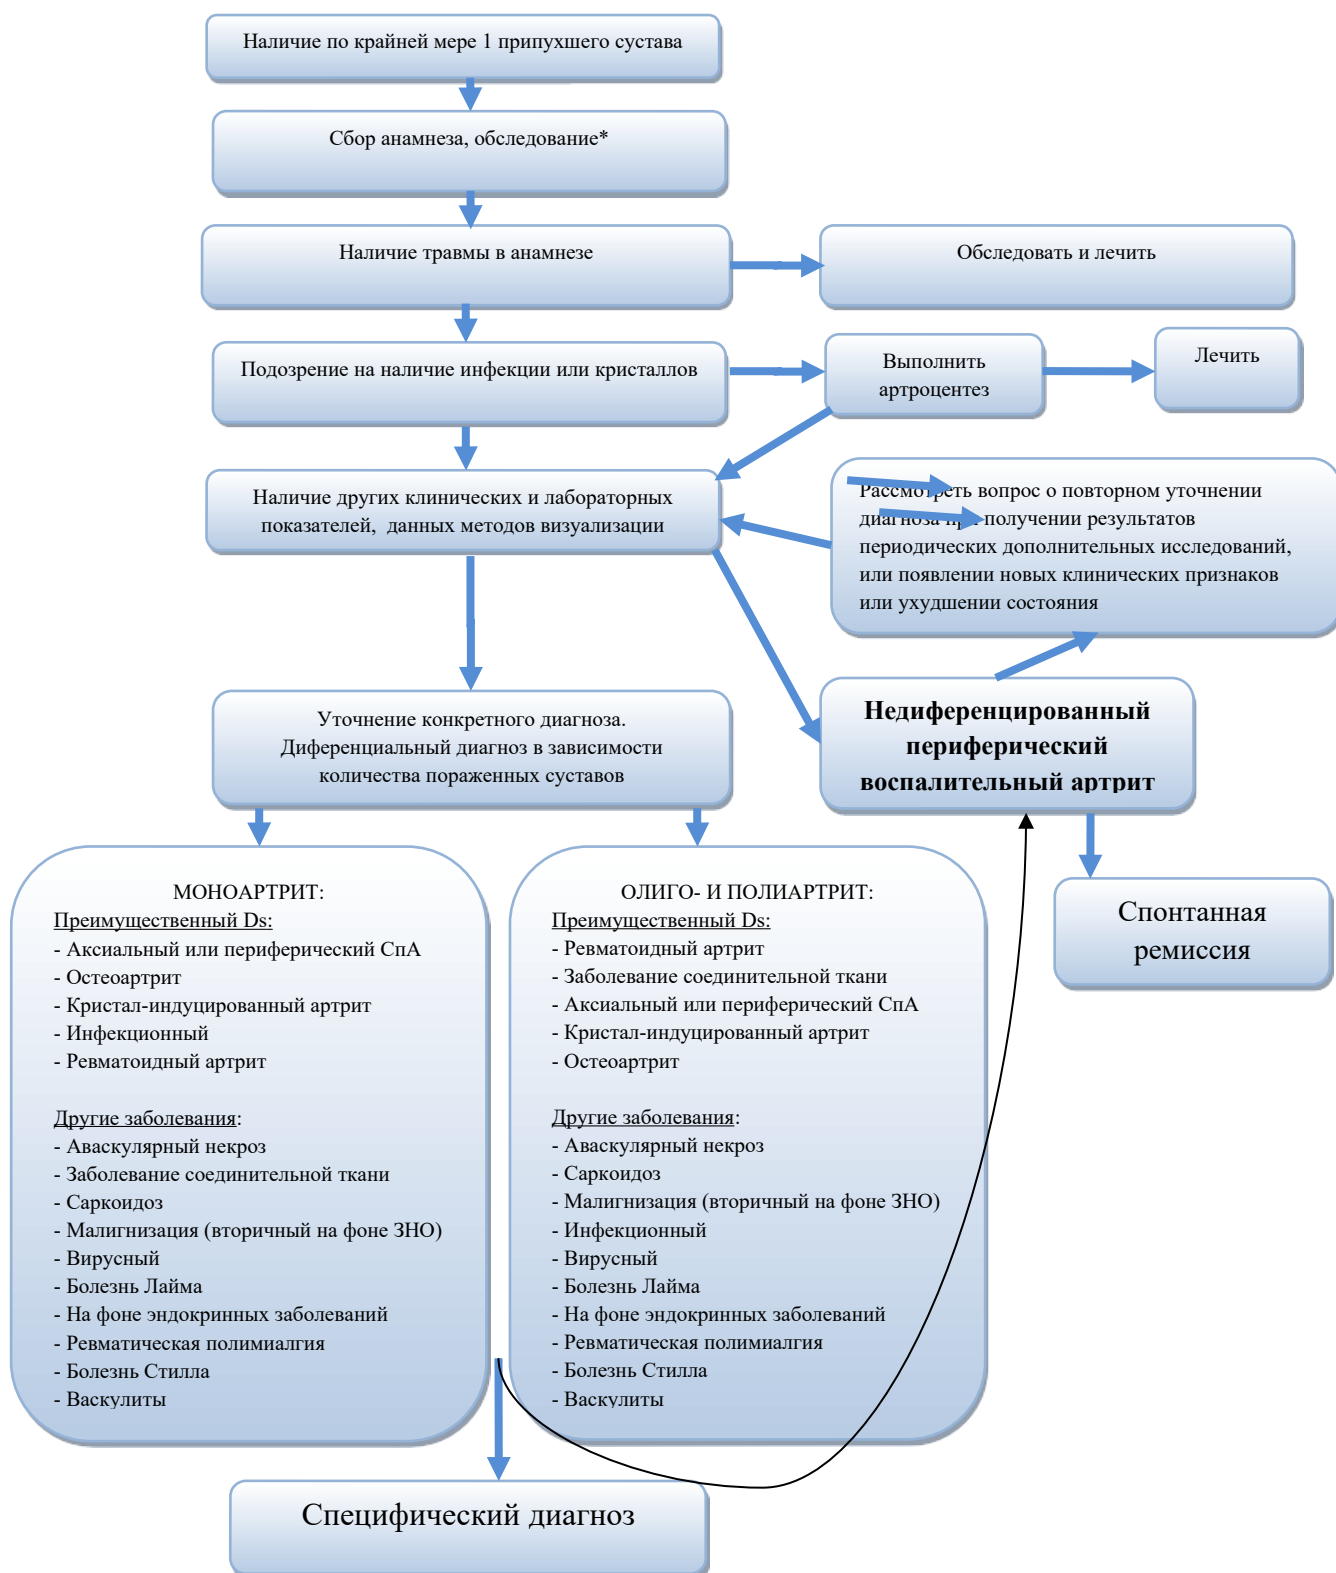 Наличие по крайней мере 1 припухшего сустава
Сбор анамнеза, обследование*
Наличие травмы в анамнезе
Обследовать и лечить
Подозрение на наличие инфекции или кристаллов
Выполнить
артроцентез
Лечить
Наличие других клинических и лабораторных
показателей, данных методов визуализации
Рассмотреть вопрос о повторном уточнении
диагноза при получении результатов
периодических дополнительных исследований,
или появлении новых клинических признаков
или ухудшении состояния
Уточнение конкретного диагноза.
Диференциальный диагноз в зависимости
количества пораженных суставов
Недиференцированный
периферический
воспалительный артрит
Спонтанная
ремиссия
МОНОАРТРИТ:
Преимущественный Ds:
- Аксиальный или периферический СпА
- Остеоартрит
- Кристал-индуцированный артрит
- Инфекционный
- Ревматоидный артрит
Другие заболевания:
- Аваскулярный некроз
- Заболевание соединительной ткани
- Саркоидоз
- Малигнизация (вторичный на фоне ЗНО)
- Вирусный
- Болезнь Лайма
- На фоне эндокринных заболеваний
- Ревматическая полимиалгия
- Болезнь Стилла
- Васкулиты
ОЛИГО- И ПОЛИАРТРИТ:
Преимущественный Ds:
- Ревматоидный артрит
- Заболевание соединительной ткани
- Аксиальный или периферический СпА
- Кристал-индуцированный артрит
- Остеоартрит
Другие заболевания:
- Аваскулярный некроз
- Саркоидоз
- Малигнизация (вторичный на фоне ЗНО)
- Инфекционный
- Вирусный
- Болезнь Лайма
- На фоне эндокринных заболеваний
- Ревматическая полимиалгия
- Болезнь Стилла
- Васкулиты
Специфический диагноз